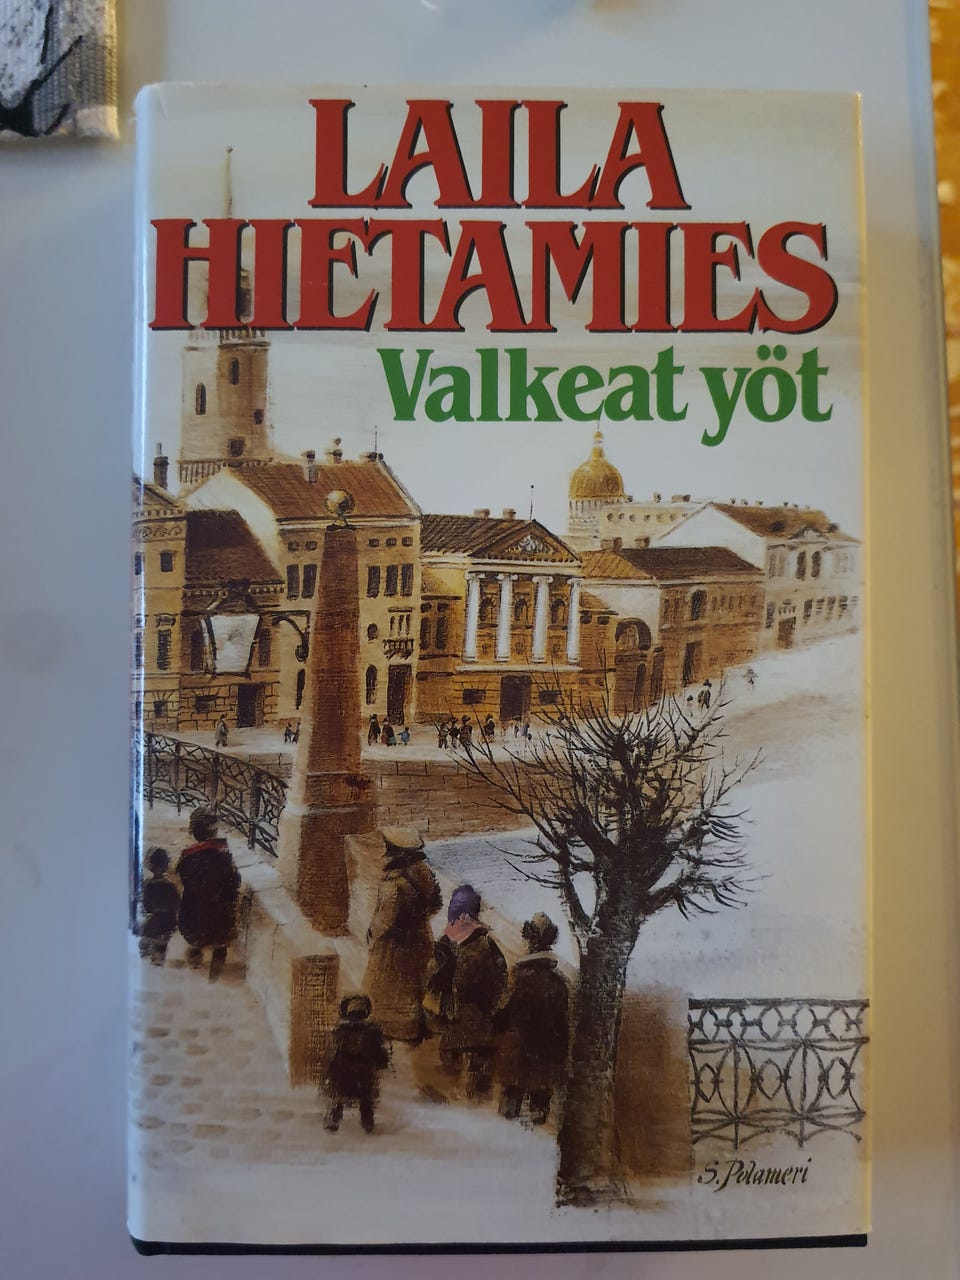 LAILA
HIETAMIES
Valkeat yöt
S. Polameri